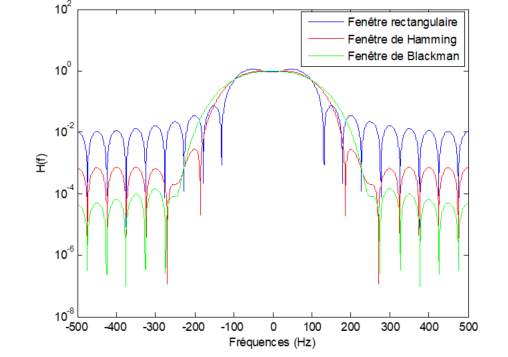 10^2
10^0
10^-2
10^-4
10^-6
10^-8
H(f)
Fenêtre rectangulaire
Fenêtre de Hamming
Fenêtre de Blackman
-500 -400 -300 -200 -100 0 100 200 300 400 500
Fréquences (Hz)